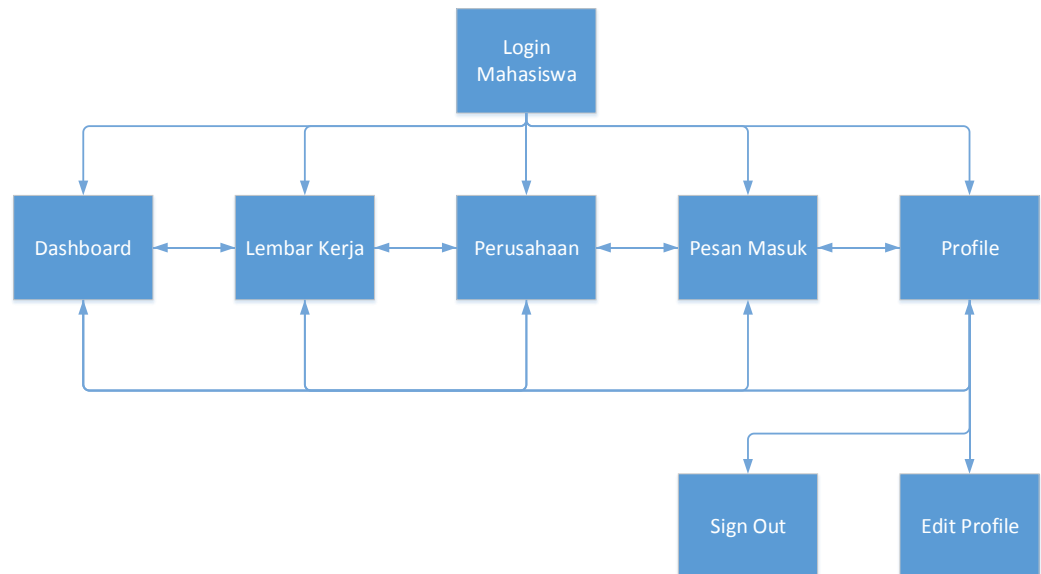 Login
Mahasiswa
Dashboard
Lembar Kerja
Perusahaan
Pesan Masuk
Profile
Sign Out
Edit Profile